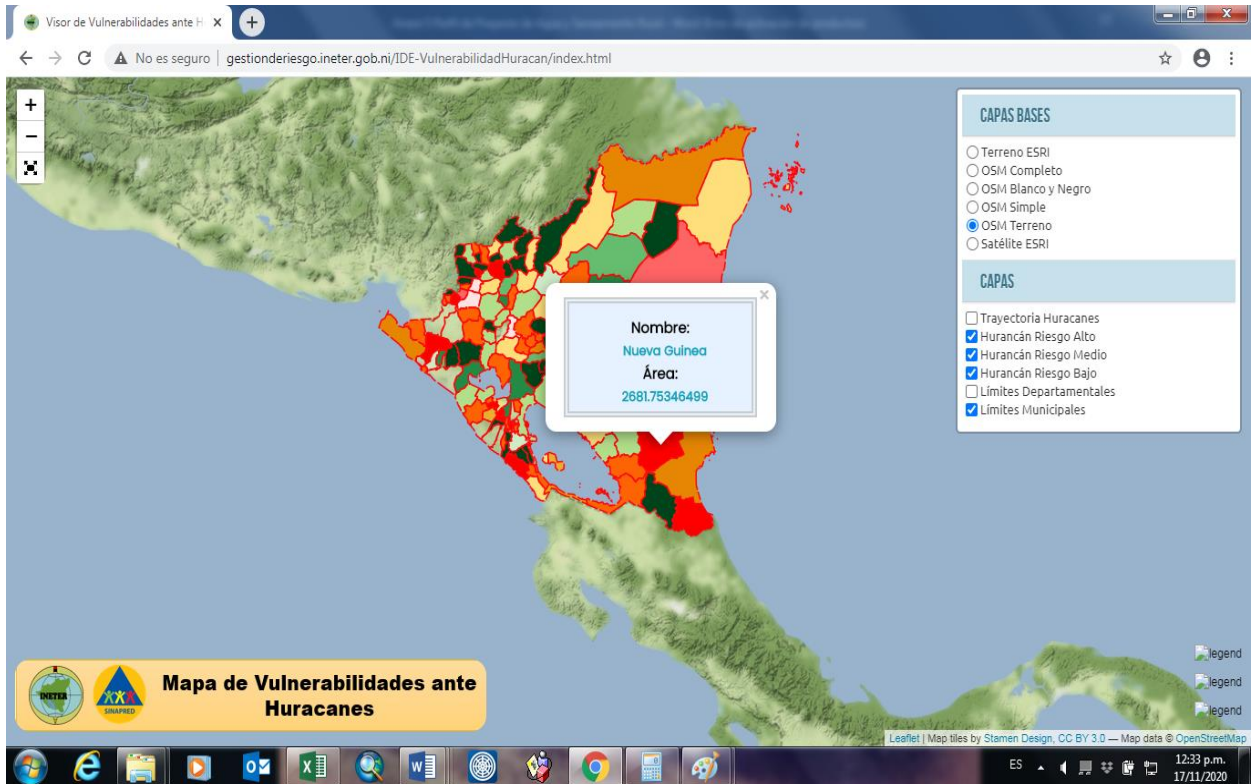 Visor de Vulnerabilidades ante H
No es seguro | gestionderiesgo.ineter.gob.ni/IDE-VulnerabilidadHuracan/index.html
CAPAS BASES
Terreno ESRI
OSM Completo
OSM Blanco y Negro
OSM Simple
OSM Terreno
Satélite ESRI
CAPAS
Trayectoria Huracanes
Hurancán Riesgo Alto
Hurancán Riesgo Medio
Hurancán Riesgo Bajo
Límites Departamentales
Límites Municipales
Nombre:
Nueva Guinea
Área:
2681.75346499
INETER
SINAPRED
Mapa de Vulnerabilidades ante
Huracanes
legend
legend
legend
Leaflet | Map tiles by Stamen Design, CC BY 3.0 — Map data © OpenStreetMap
ES
12:33 p.m.
17/11/2020